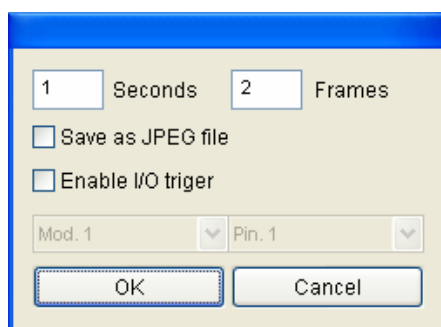 1 Seconds 2 Frames
Save as JPEG file
Enable I/O triger
Mod. 1 Pin. 1
OK Cancel